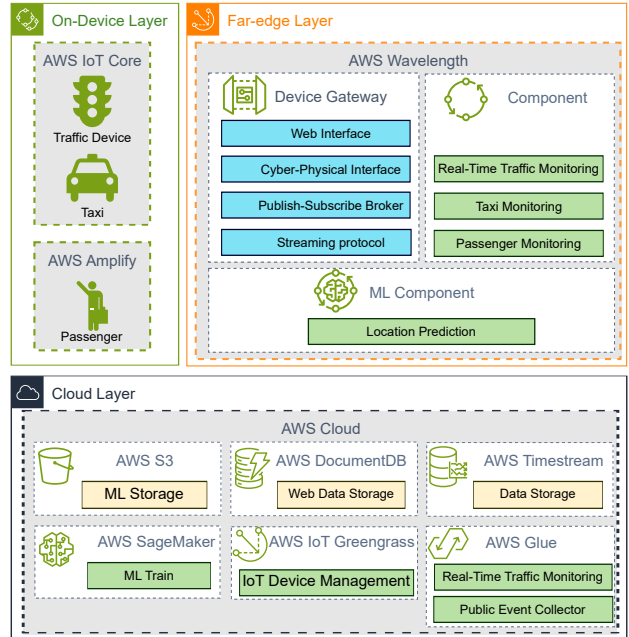 On-Device Layer
AWS IoT Core
Traffic Device
Taxi
AWS Amplify
Passenger
Far-edge Layer
AWS Wavelength
Device Gateway
Web Interface
Cyber-Physical Interface
Publish-Subscribe Broker
Streaming protocol
Component
Real-Time Traffic Monitoring
Taxi Monitoring
Passenger Monitoring
ML Component
Location Prediction
Cloud Layer
AWS Cloud
AWS S3
ML Storage
AWS DocumentDB
Web Data Storage
AWS Timestream
Data Storage
AWS SageMaker
ML Train
AWS IoT Greengrass
IoT Device Management
AWS Glue
Real-Time Traffic Monitoring
Public Event Collector